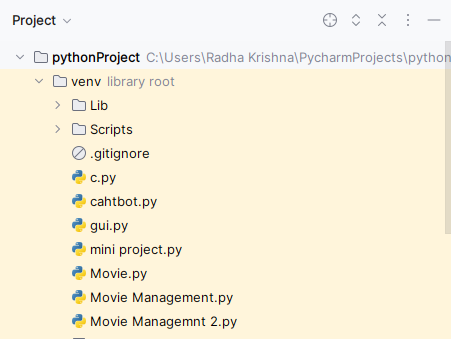 Project
pythonProject C:\Users\Radha Krishna\PycharmProjects\python
venv library root
Lib
Scripts
.gitignore
c.py
cahtbot.py
gui.py
mini project.py
Movie.py
Movie Management.py
Movie Managemnt 2.py